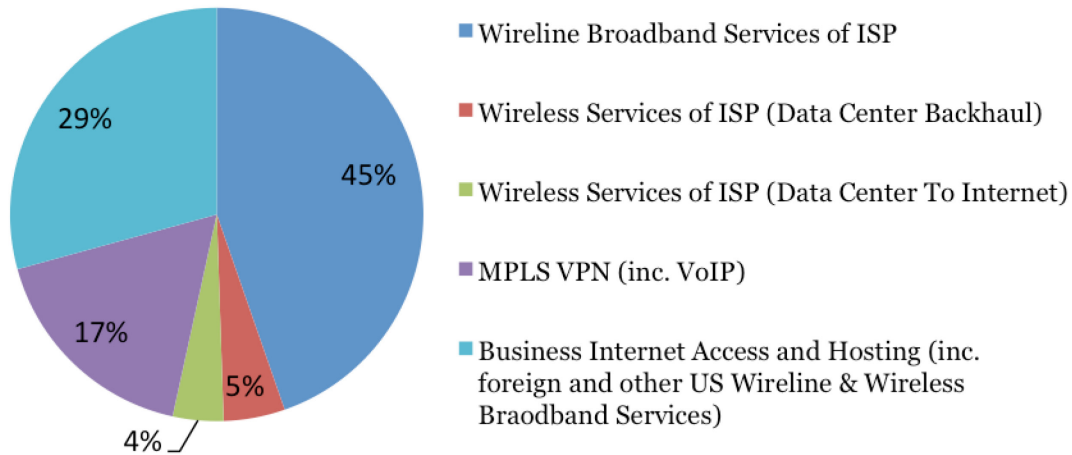 29%
45%
17%
5%
4%
Wireline Broadband Services of ISP
Wireless Services of ISP (Data Center Backhaul)
Wireless Services of ISP (Data Center To Internet)
MPLS VPN (inc. VoIP)
Business Internet Access and Hosting (inc.
foreign and other US Wireline & Wireless
Braodband Services)